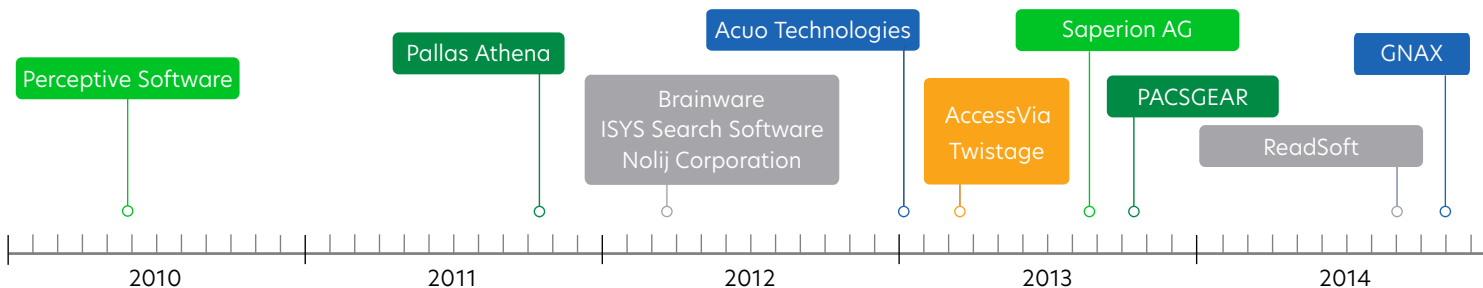 Perceptive Software
Pallas Athena
Brainware
ISYS Search Software
Nolij Corporation
Acuo Technologies
AccessVia
Twistage
Saperion AG
PACSGEAR
ReadSoft
GNAX
2010
2011
2012
2013
2014